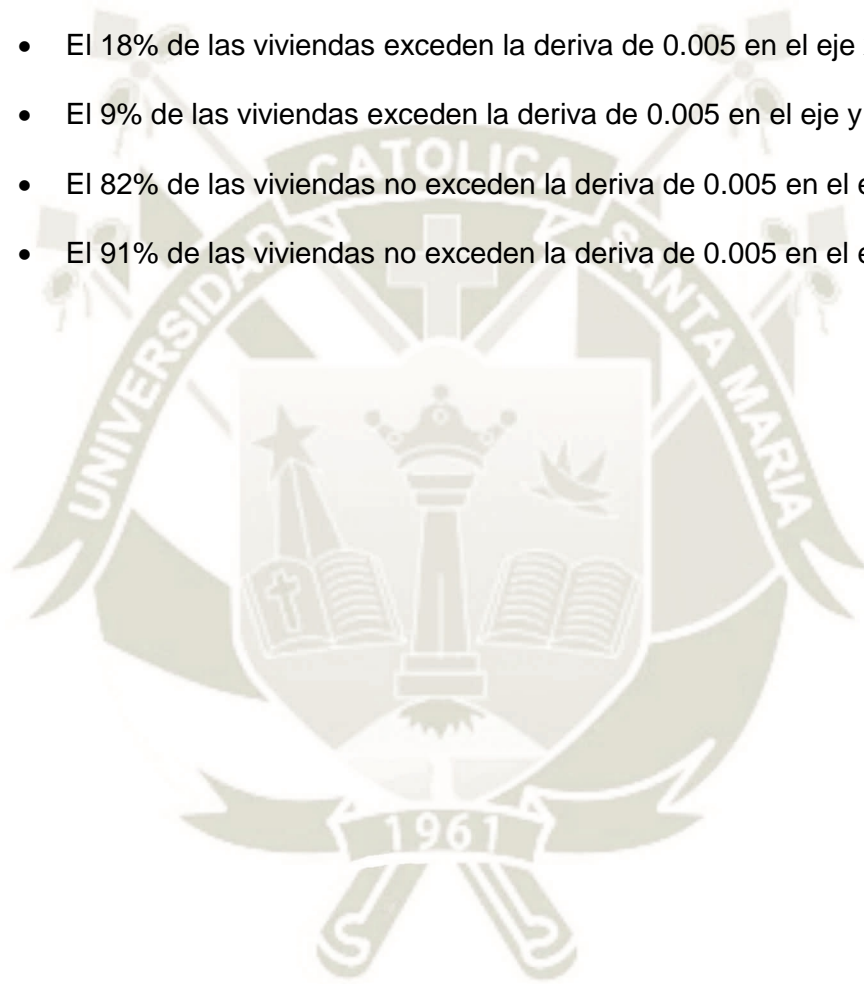 • El 18% de las viviendas exceden la deriva de 0.005 en el eje
• El 9% de las viviendas exceden la deriva de 0.005 en el eje y
• El 82% de las viviendas no exceden la deriva de 0.005 en el
• El 91% de las viviendas no exceden la deriva de 0.005 en el
UNIVERSIDAD CATOLICA SANTA MARIA
1961